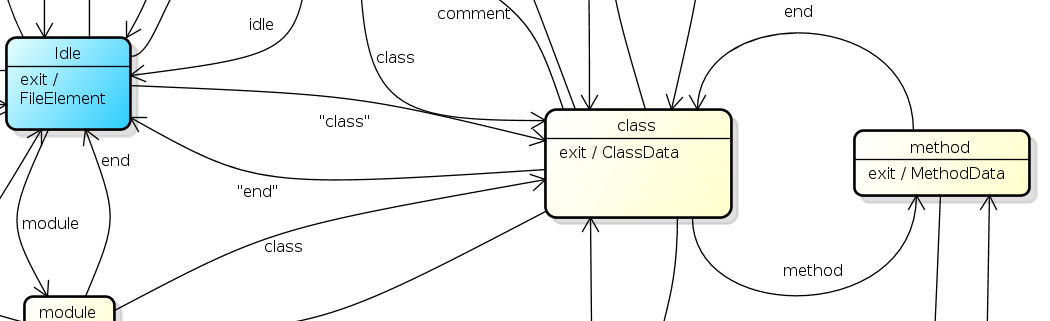 comment
end
idle
Idle
class
exit /
FileElement
"class"
class
exit / ClassData
method
exit / MethodData
end
"end"
module
class
method
module